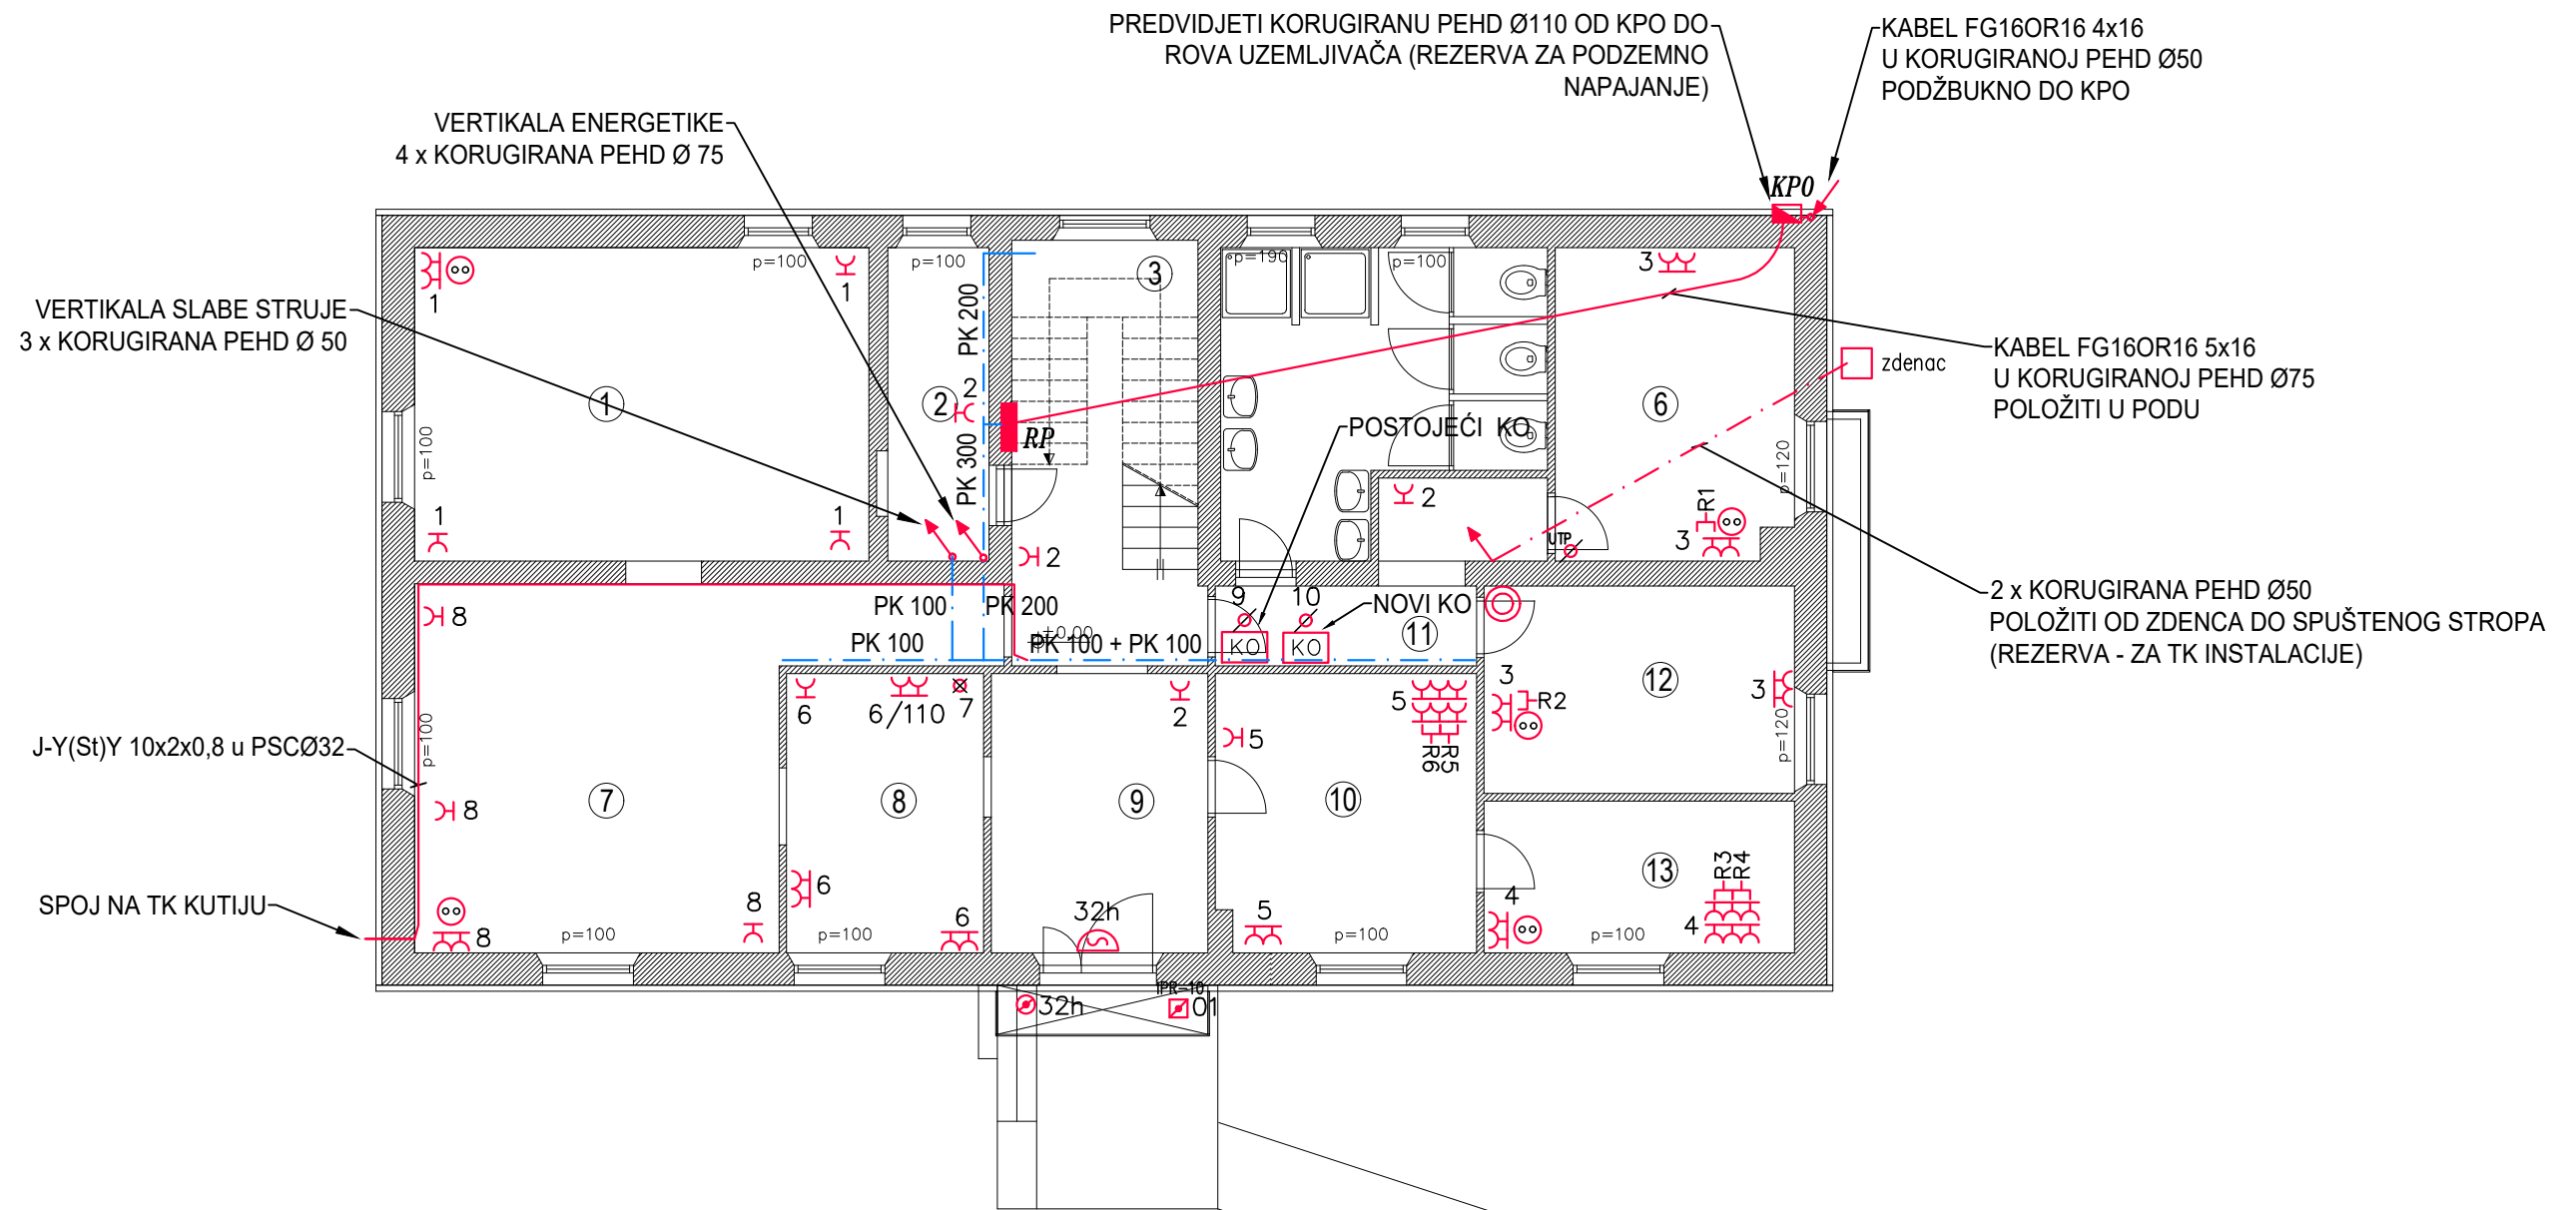 PREDVIDJETI KORUGIRANU PEHD Ø110 OD KPO DO
ROVA UZEMLJIVAČA (REZERVA ZA PODZEMNO
NAPAJANJE)
KABEL FG16OR16 4x16
U KORUGIRANOJ PEHD Ø50
PODŽBUKNO DO KPO
VERTIKALA ENERGETIKE
4 x KORUGIRANA PEHD Ø 75
KPO
VERTIKALA SLABE STRUJE
3 x KORUGIRANA PEHD Ø 50
p=100
p=100
p=190
p=100
1
1
3
3
PK 200
KABEL FG16OR16 5x16
U KORUGIRANOJ PEHD Ø75
POLOŽITI U PODU
zdenac
1
2
2
6
RP
POSTOJEĆI KO
p=100
PK 300
p=120
2
R1
1
1
3
UTP
2
2 x KORUGIRANA PEHD Ø50
POLOŽITI OD ZDENCA DO SPUŠTENOG STROPA
(REZERVA - ZA TK INSTALACIJE)
8
PK 100
PK 200
9
10
NOVI KO
11
±0.00
PK 100
PK 100 + PK 100
KO
KO
6
6/110
7
2
5
3
R2
12
3
p=100
5
R6
R5
p=120
J-Y(St)Y 10x2x0,8 u PSCØ32
8
7
8
9
10
13
R3
R4
6
4
4
SPOJ NA TK KUTIJU
8
8
6
32h
5
p=100
p=100
p=100
p=100
32h
IPR-10
01